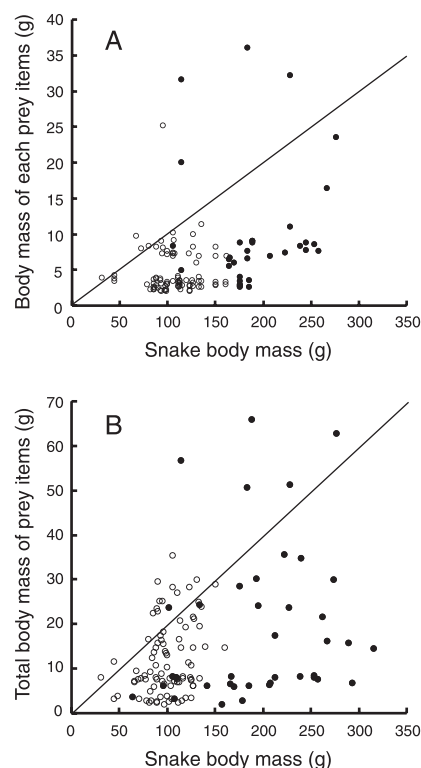 A
Body mass of each prey items (g)
40
35
30
25
20
15
10
5
0
0 50 100 150 200 250 300 350
Snake body mass (g)
B
Total body mass of prey items (g)
70
60
50
40
30
20
10
0
0 50 100 150 200 250 300 350
Snake body mass (g)